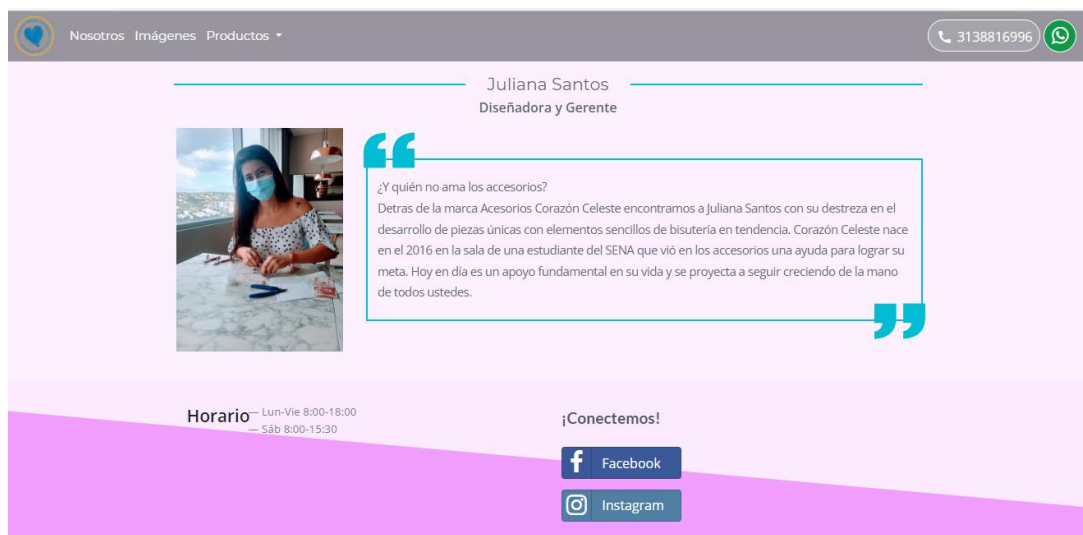 Nosotros Imágenes Productos
3138816996
Juliana Santos
Diseñadora y Gerente
¿Y quién no ama los accesorios?
Detras de la marca Acesorios Corazón Celeste encontramos a Juliana Santos con su destreza en el
desarrollo de piezas únicas con elementos sencillos de bisutería en tendencia. Corazón Celeste nace
en el 2016 en la sala de una estudiante del SENA que vió en los accesorios una ayuda para lograr su
meta. Hoy en día es un apoyo fundamental en su vida y se proyecta a seguir creciendo de la mano
de todos ustedes.
Horario
— Lun-Vie 8:00-18:00
— Sáb 8:00-15:30
¡Conectemos!
Facebook
Instagram